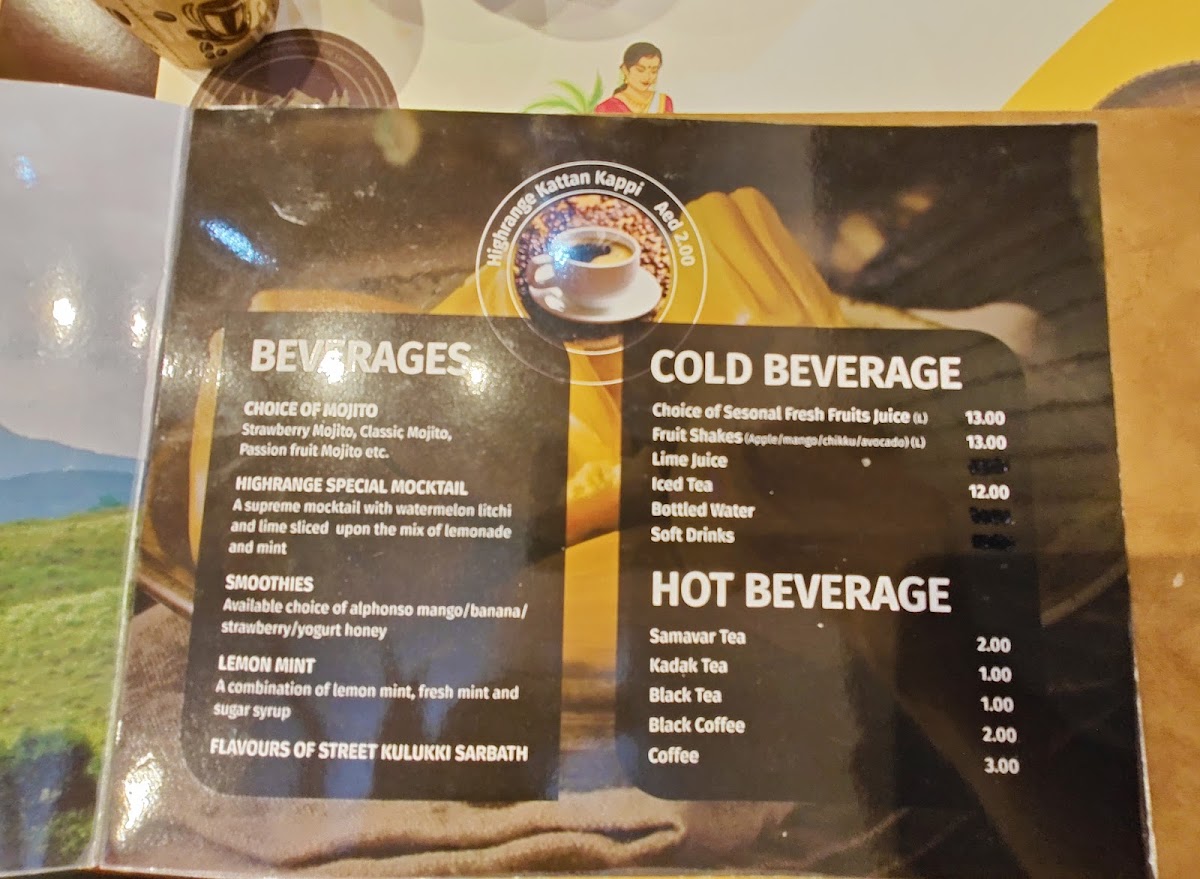 Highrange Kattan Kappi Aed 2.00
BEVERAGES
CHOICE OF MOJITO
Strawberry Mojito, Classic Mojito,
Passion fruit Mojito etc.
HIGHRANGE SPECIAL MOCKTAIL
A supreme mocktail with watermelon litchi
and lime sliced upon the mix of lemonade
and mint
SMOOTHIES
Available choice of alphonso mango/banana/
strawberry/yogurt honey
LEMON MINT
A combination of lemon mint, fresh mint and
sugar syrup
FLAVOURS OF STREET KULUKKI SARBATH
COLD BEVERAGE
Choice of Sesonal Fresh Fruits Juice (L) 13.00
Fruit Shakes (Apple/mango/chikku/avocado) (L) 13.00
Lime Juice
Iced Tea 12.00
Bottled Water
Soft Drinks
HOT BEVERAGE
Samavar Tea 2.00
Kadak Tea 1.00
Black Tea 1.00
Black Coffee 2.00
Coffee 3.00